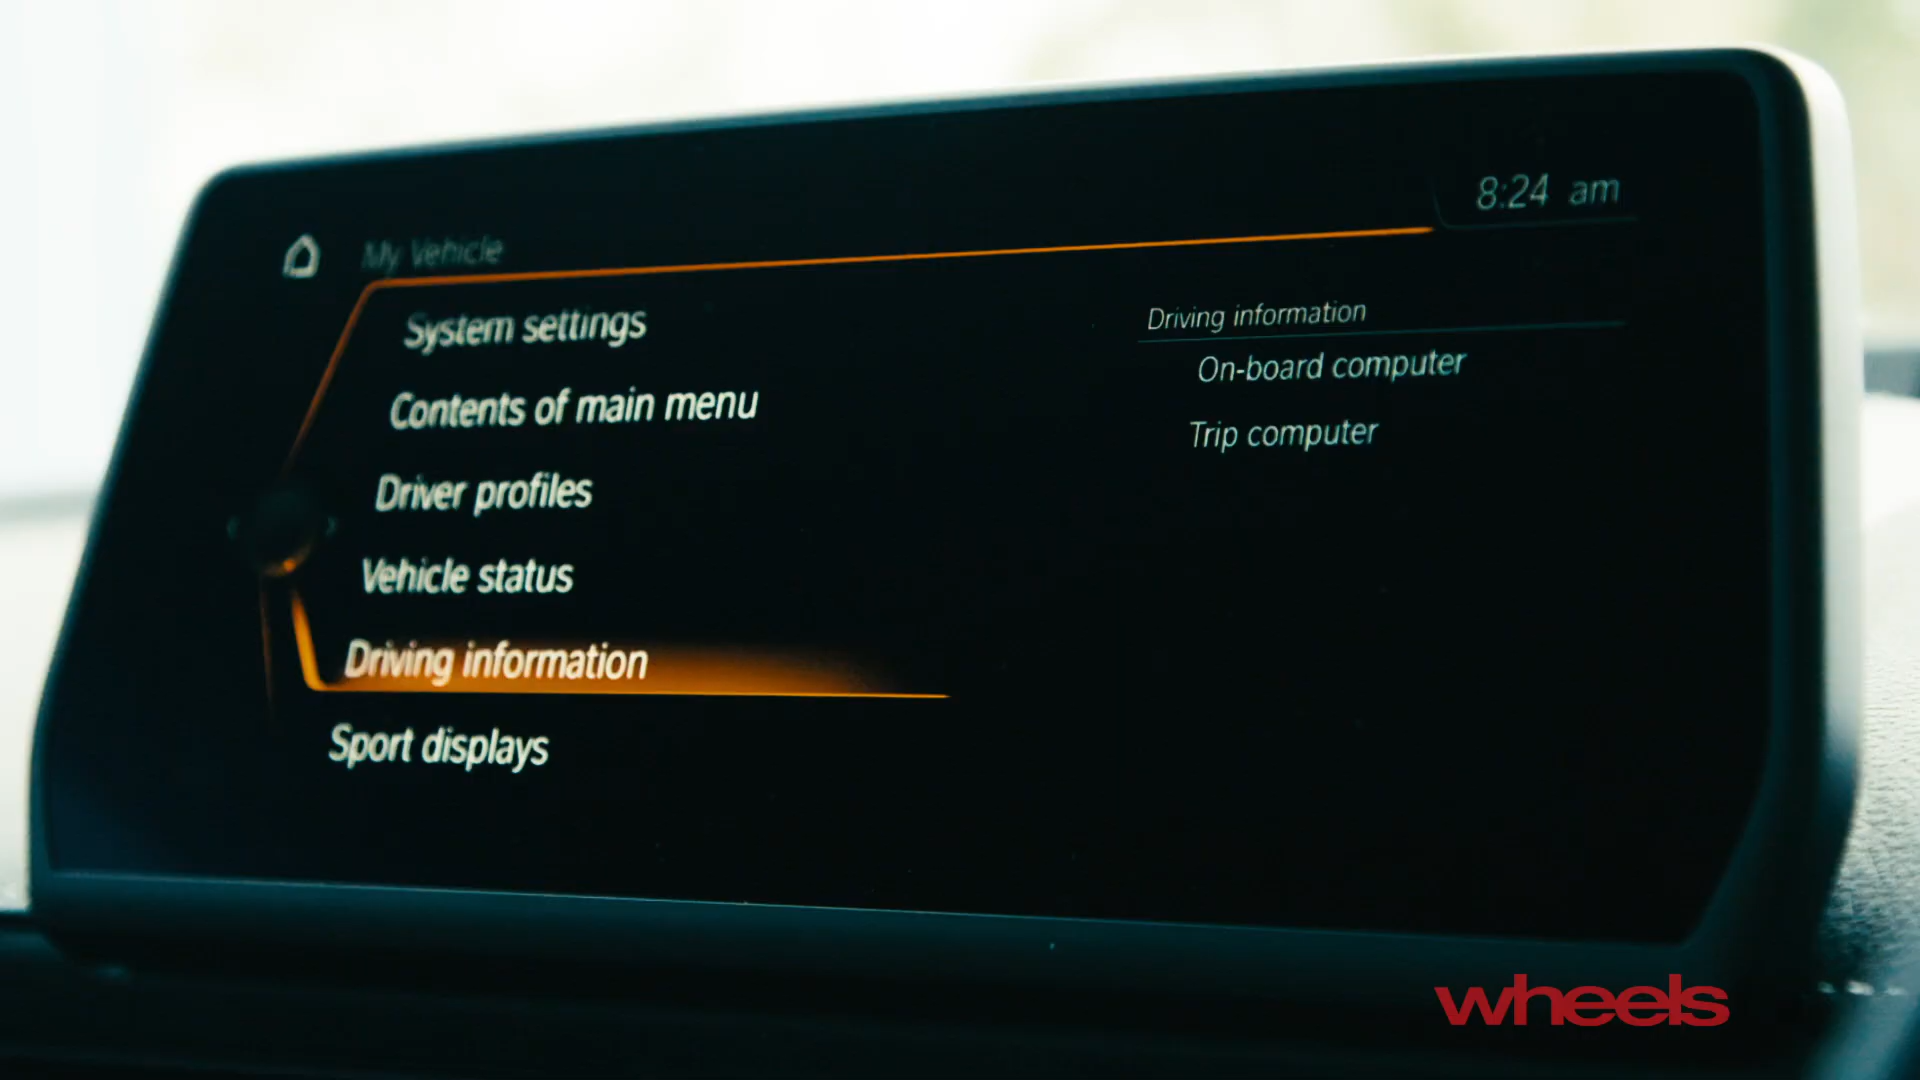 8:24 am
My Vehicle
System settings
Contents of main menu
Driver profiles
Vehicle status
Driving information
Sport displays
Driving information
On-board computer
Trip computer
wheels